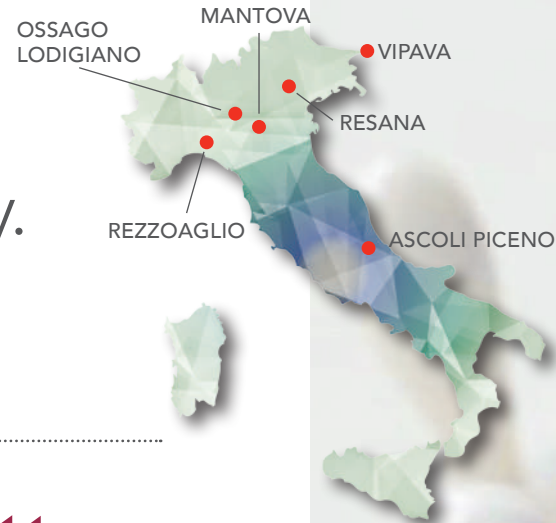 MANTOVA
OSSAGO
LODIGIANO
VIPAVA
RESANA
y.
REZZOAGLIO
ASCOLI PICENO